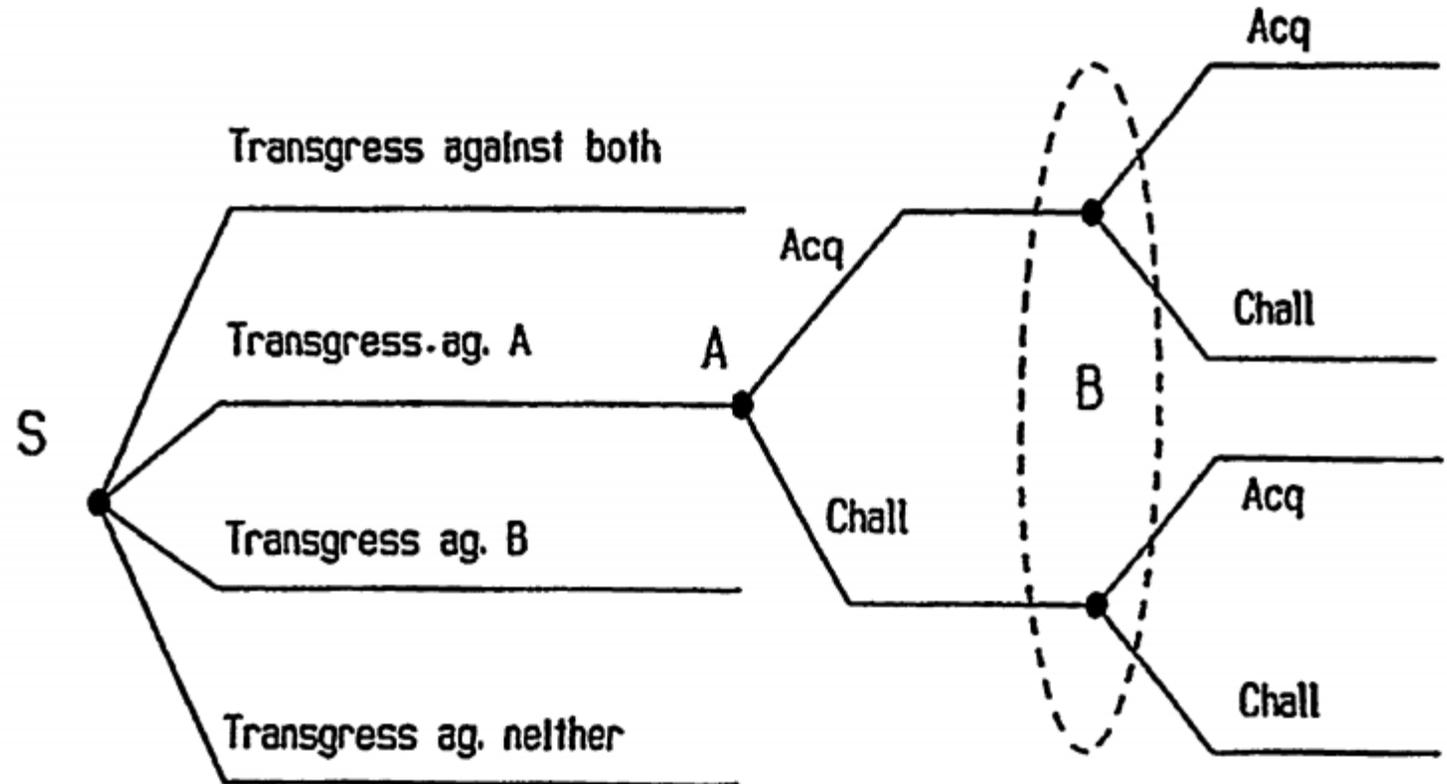 Acq
Transgress against both
Acq
Chall
Transgress. ag. A
A
B
S
Acq
Chall
Transgress ag. B
Chall
Transgress ag. neither